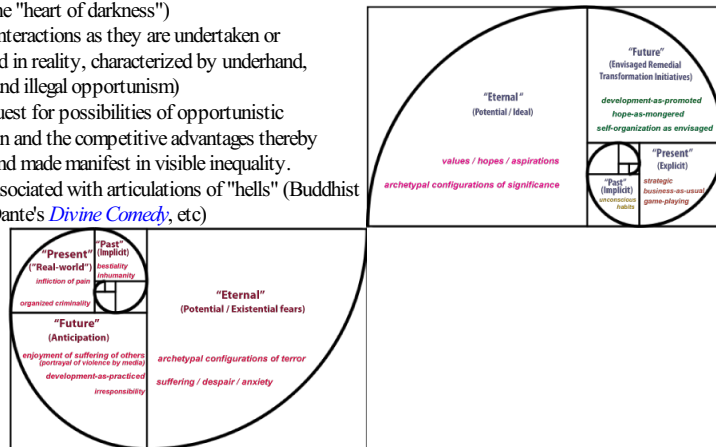 ne "heart of darkness")
nteractions as they are undertaken or
d in reality, characterized by underhand,
nd illegal opportunism)
uest for possibilities of opportunistic
n and the competitive advantages thereby
nd made manifest in visible inequality.
ssociated with articulations of "hells" (Buddhist
Dante's Divine Comedy, etc)
"Eternal"
(Potential / Ideal)
values / hopes / aspirations
archetypal configurations of significance
"Future"
(Envisaged Remedial
Transformation Initiatives)
development-as-promoted
hope-as-mongered
self-organization as envisaged
"Past"
(Implicit)
unconscious
habits
"Present"
(Explicit)
strategic
business-as-usual
game-playing
"Present"
("Real-world")
infliction of pain
organized criminality
"Past"
(Implicit)
bestiality
inhumanity
"Future"
(Anticipation)
enjoyment of suffering of others
(portrayal of violence by media)
development-as-practiced
irresponsibility
"Eternal"
(Potential / Existential fears)
archetypal configurations of terror
suffering / despair / anxiety